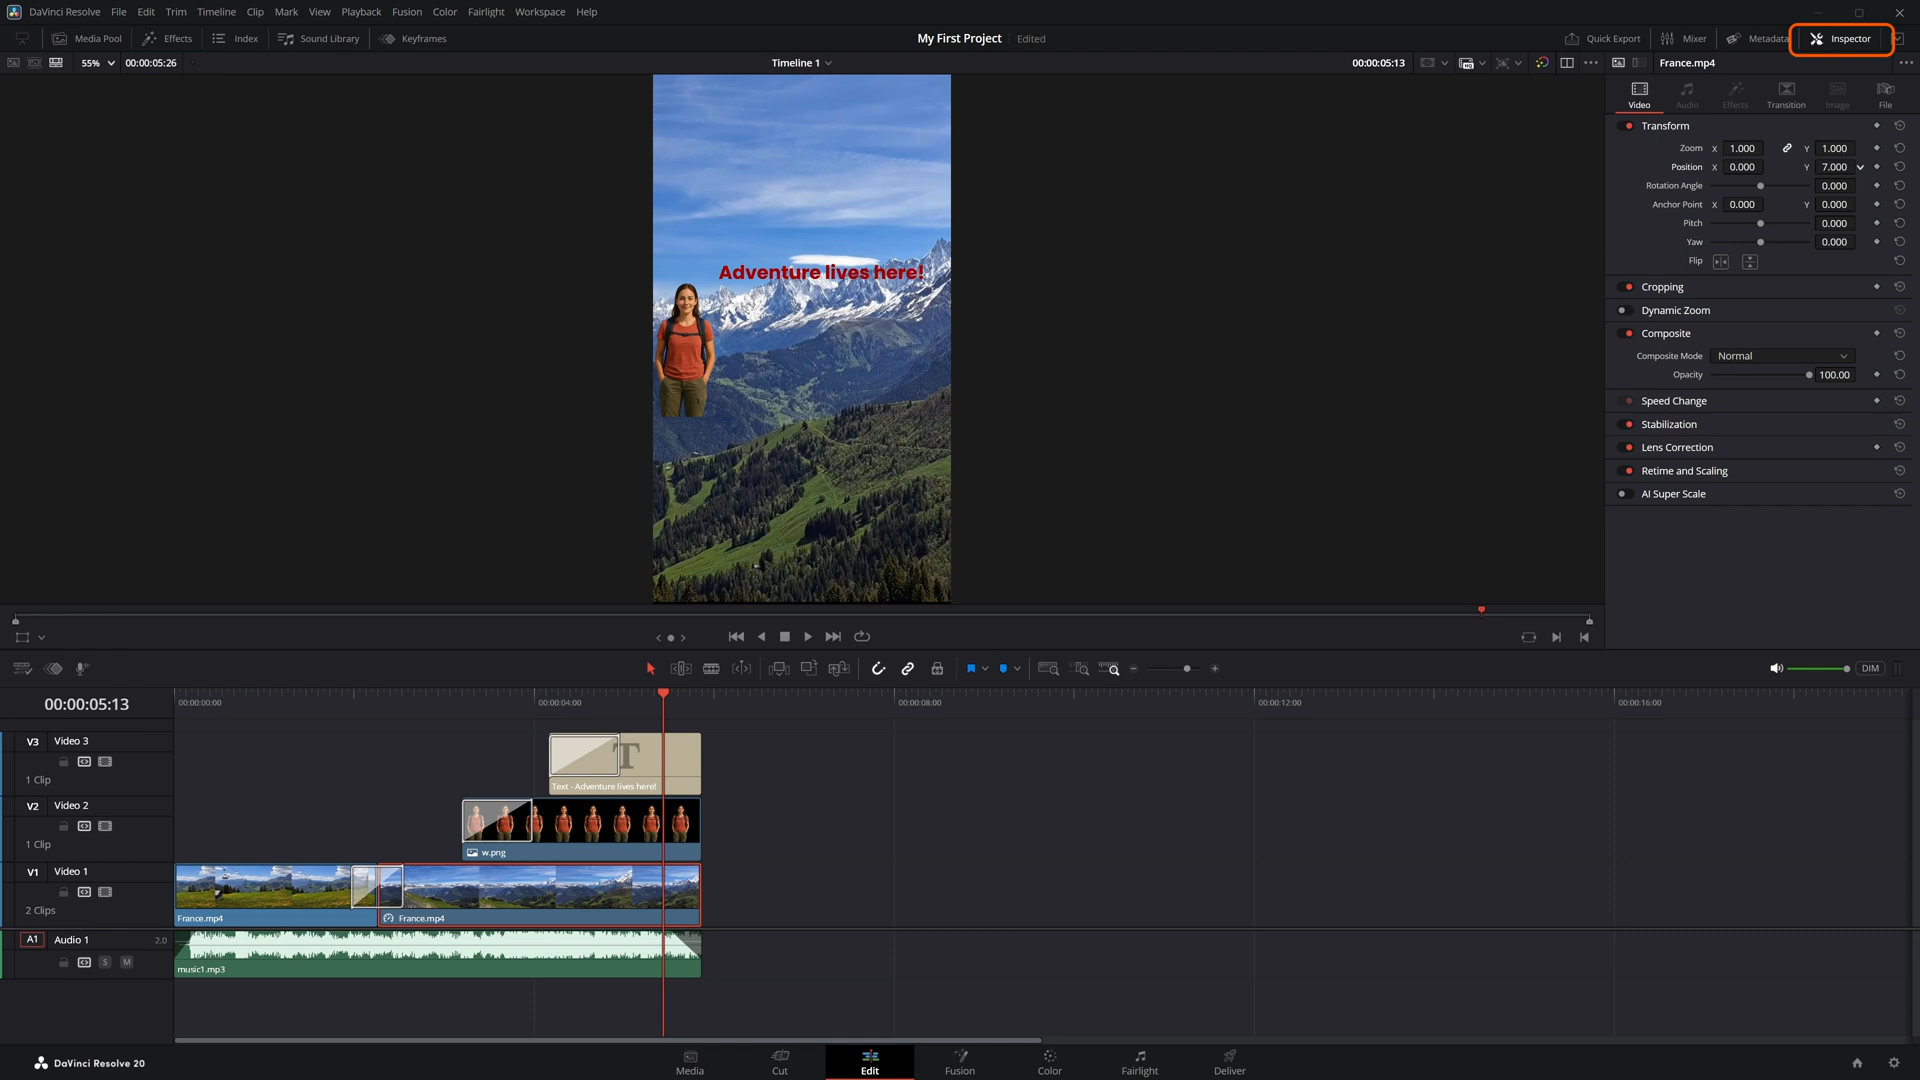 DaVinci Resolve File Edit Trim Timeline Clip Mark View Playback Fusion Color Fairlight Workspace Help
Media Pool Effects Index Sound Library Keyframes My First Project Edited Quick Export Mixer Metadata Inspector
55% 00:00:05:26 Timeline 1 00:00:05:13 France.mp4
Video Audio Effects Transition Image File
Transform
Zoom X 1.000 Y 1.000
Position X 0.000 Y 7.000
Rotation Angle 0.000
Anchor Point X 0.000 Y 0.000
Pitch 0.000
Yaw 0.000
Flip
Adventure lives here!
Cropping
Dynamic Zoom
Composite
Composite Mode Normal
Opacity 100.00
Speed Change
Stabilization
Lens Correction
Retime and Scaling
AI Super Scale
DIM
00:00:05:13 00:00:00:00 00:00:04:00 00:00:08:00 00:00:12:00 00:00:16:00
V3 Video 3
1 Clip
T
Text - Adventure lives here!
V2 Video 2
1 Clip
w.png
V1 Video 1
2 Clips
France.mp4 France.mp4
A1 Audio 1 2.0
S M
music1.mp3
DaVinci Resolve 20
Media Cut Edit Fusion Color Fairlight Deliver